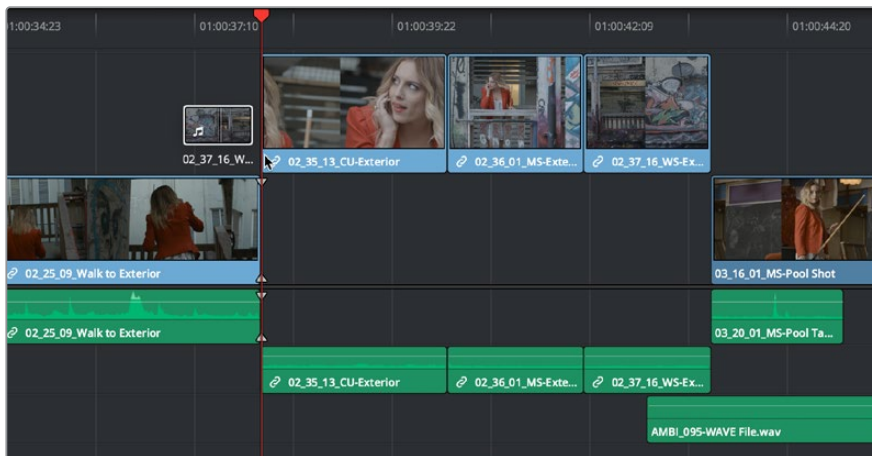 1:00:34:23
01:00:37:10
01:00:39:22
01:00:42:09
01:00:44:20
02_37_16_W...
02_35_13_CU-Exterior
02_36_01_MS-Exte...
02_37_16_WS-Ex...
02_25_09_Walk to Exterior
03_16_01_MS-Pool Shot
02_25_09_Walk to Exterior
03_20_01_MS-Pool Ta...
02_35_13_CU-Exterior
02_36_01_MS-Exte...
02_37_16_WS-Ex...
AMBI_095-WAVE File.wav